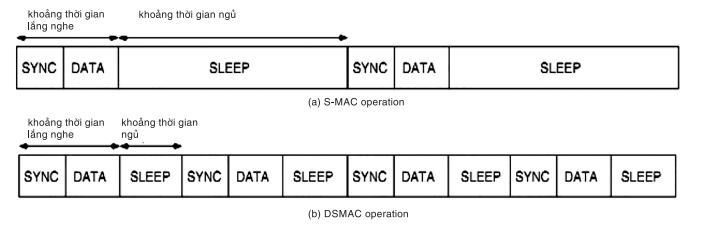 khoảng thời gian
lắng nghe
khoảng thời gian ngủ
SYNC DATA SLEEP SYNC DATA SLEEP
(a) S-MAC operation
khoảng thời gian
lắng nghe
khoảng thời gian
ngủ
SYNC DATA SLEEP SYNC DATA SLEEP SYNC DATA SLEEP SYNC DATA SLEEP
(b) DSMAC operation